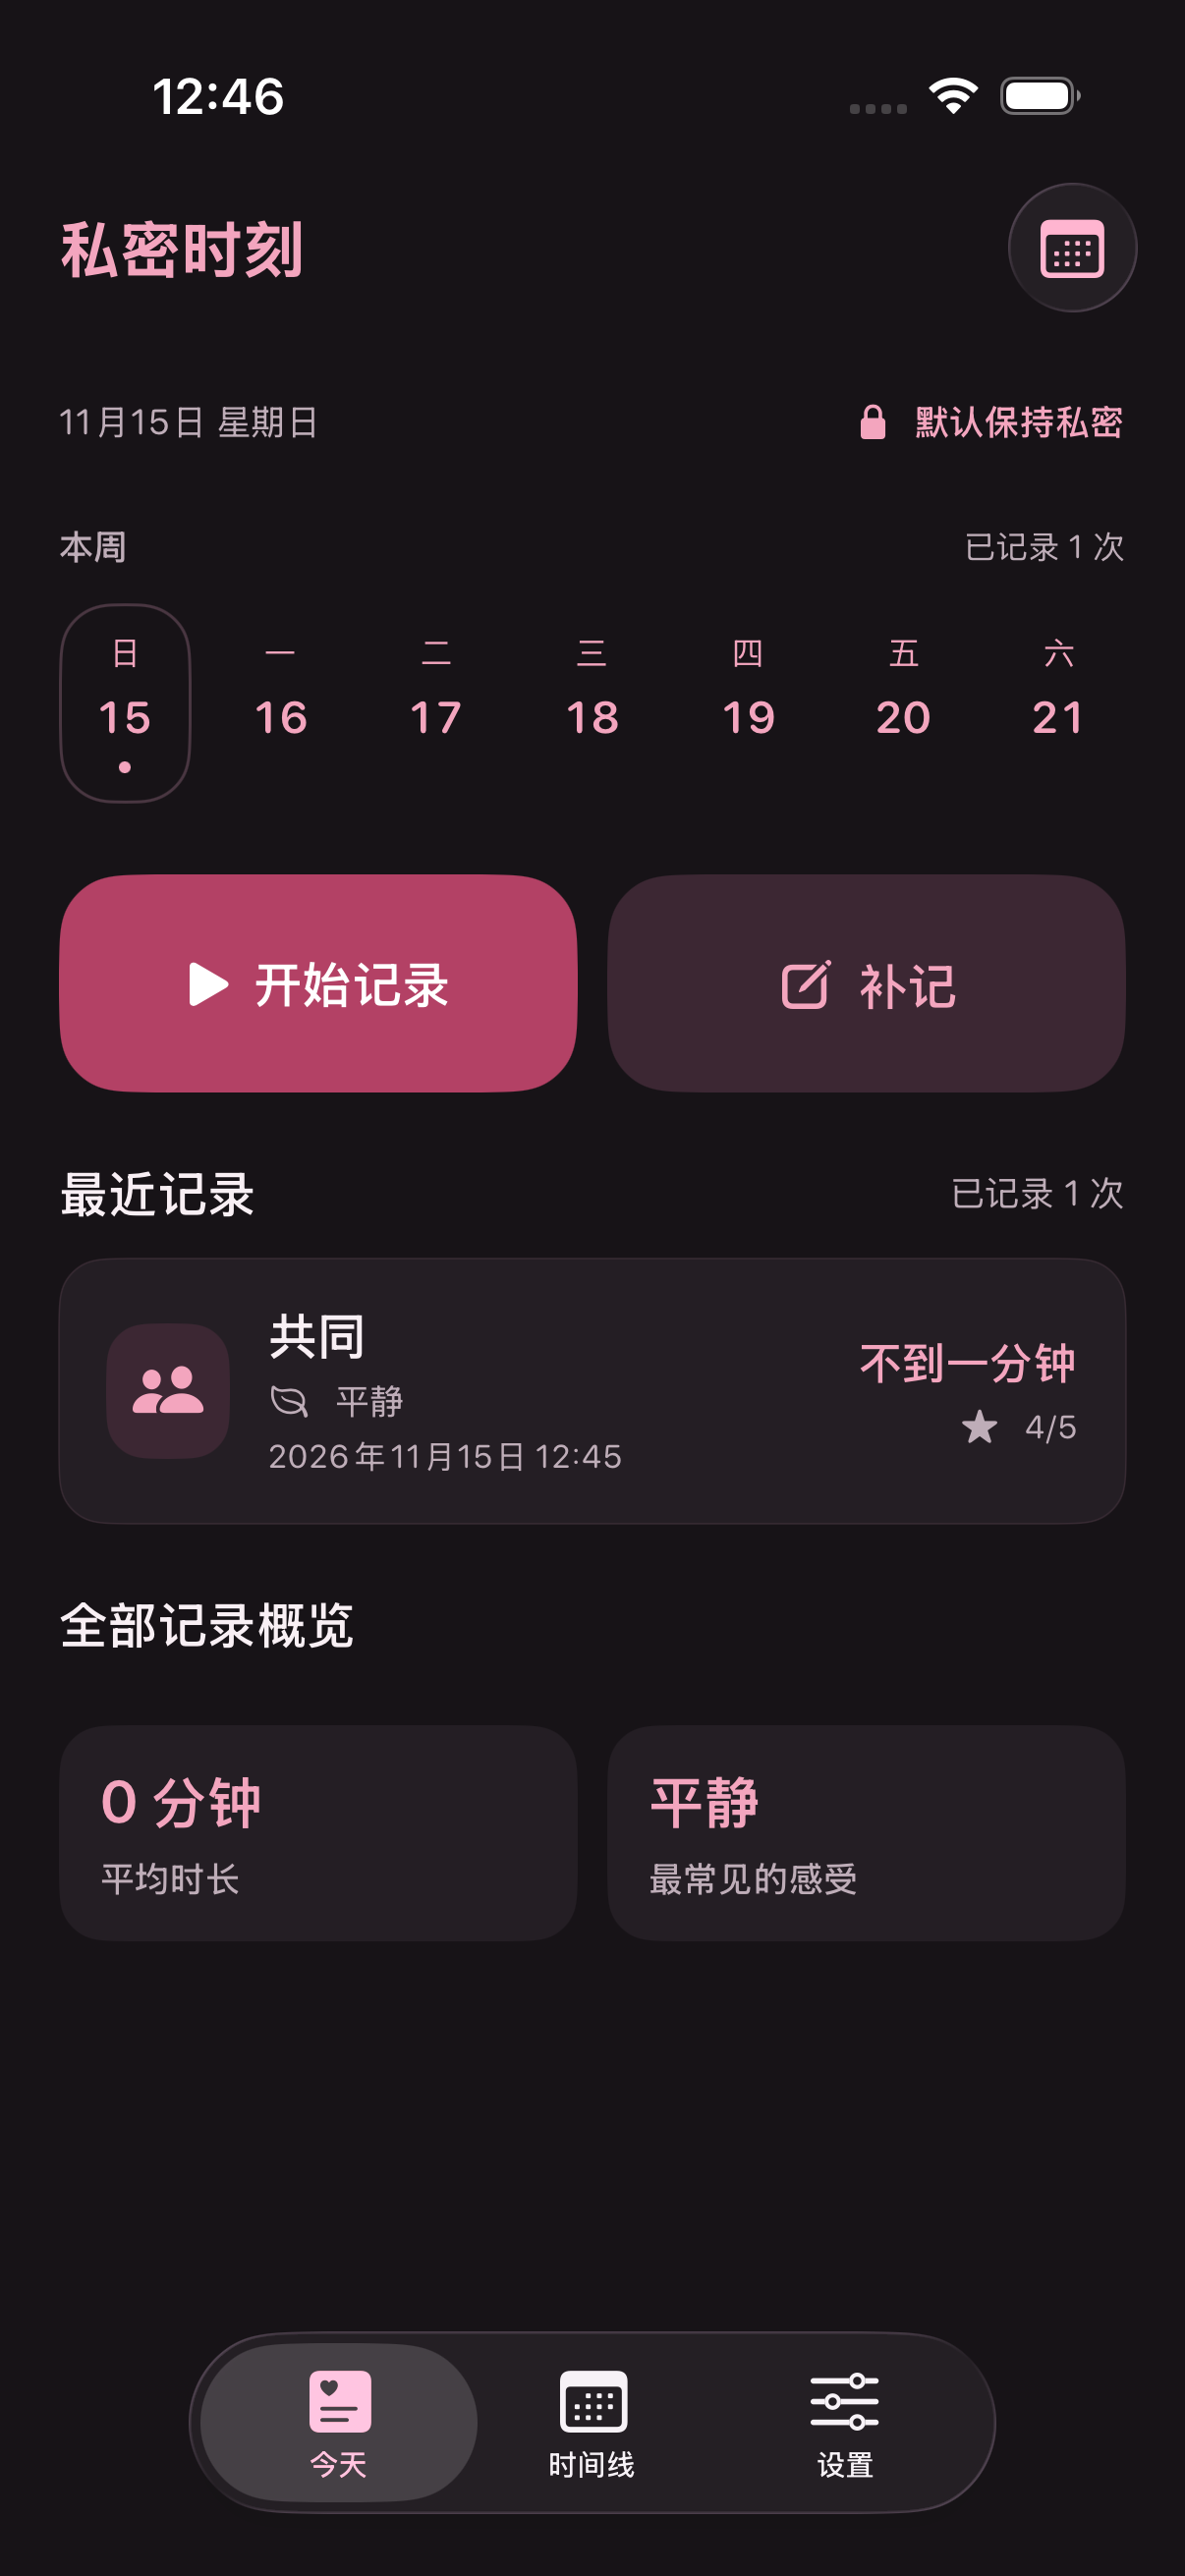 12:46
私密时刻
11月15日 星期日
默认保持私密
本周
已记录 1 次
日 一 二 三 四 五 六
15 16 17 18 19 20 21
开始记录
补记
最近记录
已记录 1 次
共同
平静
2026年11月15日 12:45
不到一分钟
4/5
全部记录概览
0 分钟
平均时长
平静
最常见的感受
今天
时间线
设置